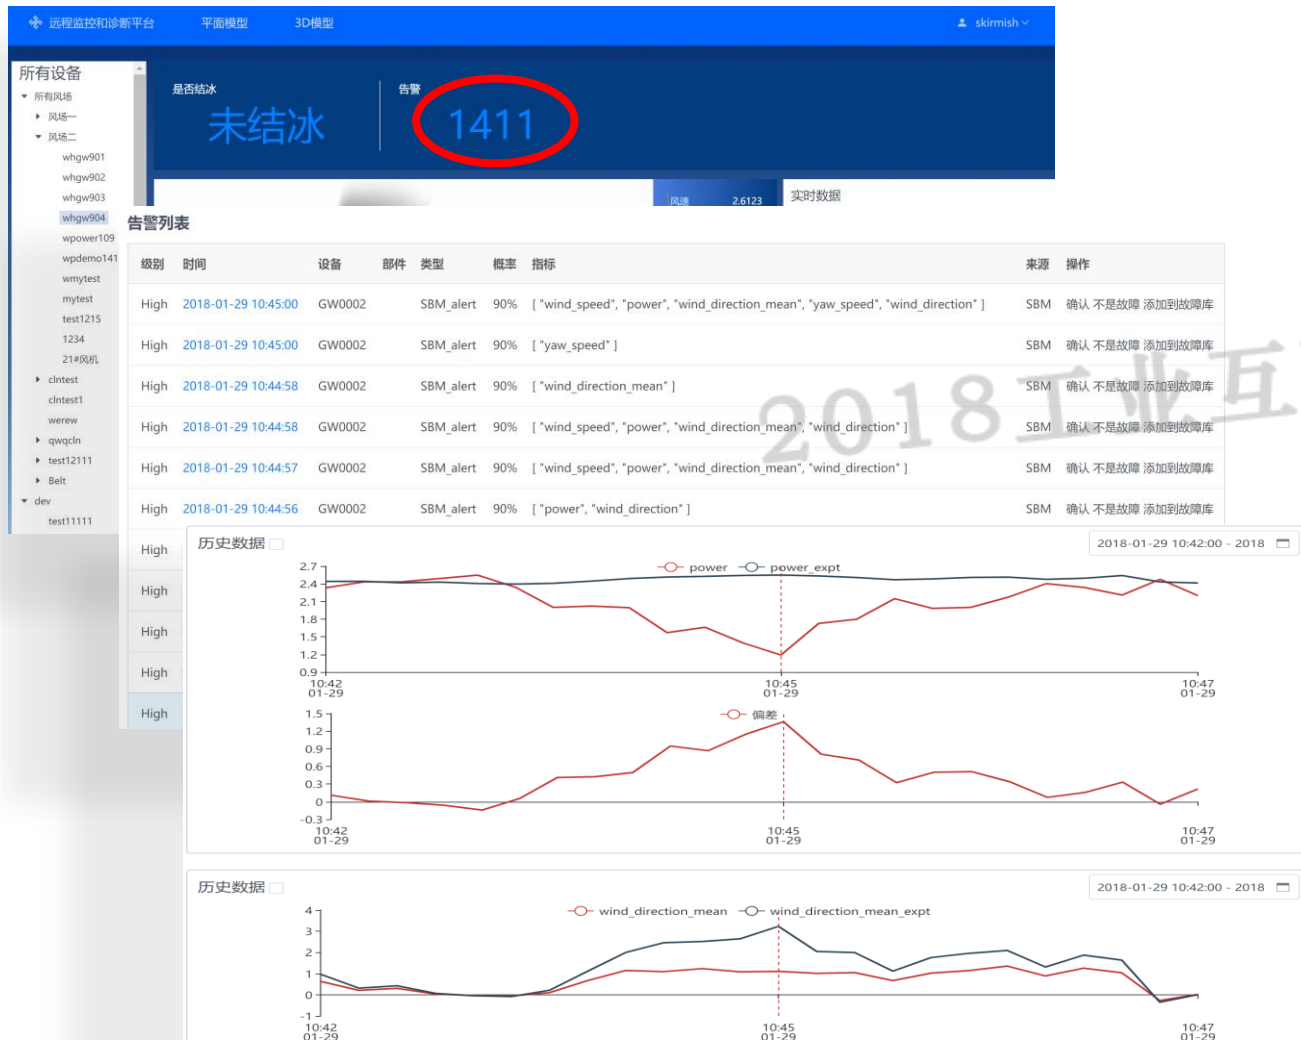 远程监控和诊断平台 平面模型 3D模型 skirmish
所有设备
所有风场
风场一
风场二
whgw901
whgw902
whgw903
whgw904
wpower109
wpdemo141
wmytest
mytest
test1215
1234
21#风机
clntest
clntest1
werew
qwqcln
test12111
Belt
dev
test11111
是否结冰 告警
未结冰 1411
风速 2.6123 实时数据
告警列表
级别 时间 设备 部件 类型 概率 指标 来源 操作
High 2018-01-29 10:45:00 GW0002 SBM_alert 90% [ "wind_speed", "power", "wind_direction_mean", "yaw_speed", "wind_direction" ] SBM 确认 不是故障 添加到故障库
High 2018-01-29 10:45:00 GW0002 SBM_alert 90% [ "yaw_speed" ] SBM 确认 不是故障 添加到故障库
High 2018-01-29 10:44:58 GW0002 SBM_alert 90% [ "wind_direction_mean" ] SBM 确认 不是故障 添加到故障库
High 2018-01-29 10:44:58 GW0002 SBM_alert 90% [ "wind_speed", "power", "wind_direction_mean", "wind_direction" ] SBM 确认 不是故障 添加到故障库
High 2018-01-29 10:44:57 GW0002 SBM_alert 90% [ "wind_speed", "power", "wind_direction_mean", "wind_direction" ] SBM 确认 不是故障 添加到故障库
High 2018-01-29 10:44:56 GW0002 SBM_alert 90% [ "power", "wind_direction" ] SBM 确认 不是故障 添加到故障库
High
High
High
High
High
2018工业互
历史数据 2018-01-29 10:42:00 - 2018
power power_expt
2.7
2.4
2.1
1.8
1.5
1.2
0.9
10:42 10:45 10:47
01-29 01-29 01-29
偏差
1.5
1.2
0.9
0.6
0.3
0
-0.3
10:42 10:45 10:47
01-29 01-29 01-29
历史数据 2018-01-29 10:42:00 - 2018
wind_direction_mean wind_direction_mean_expt
4
3
2
1
0
-1
10:42 10:45 10:47
01-29 01-29 01-29